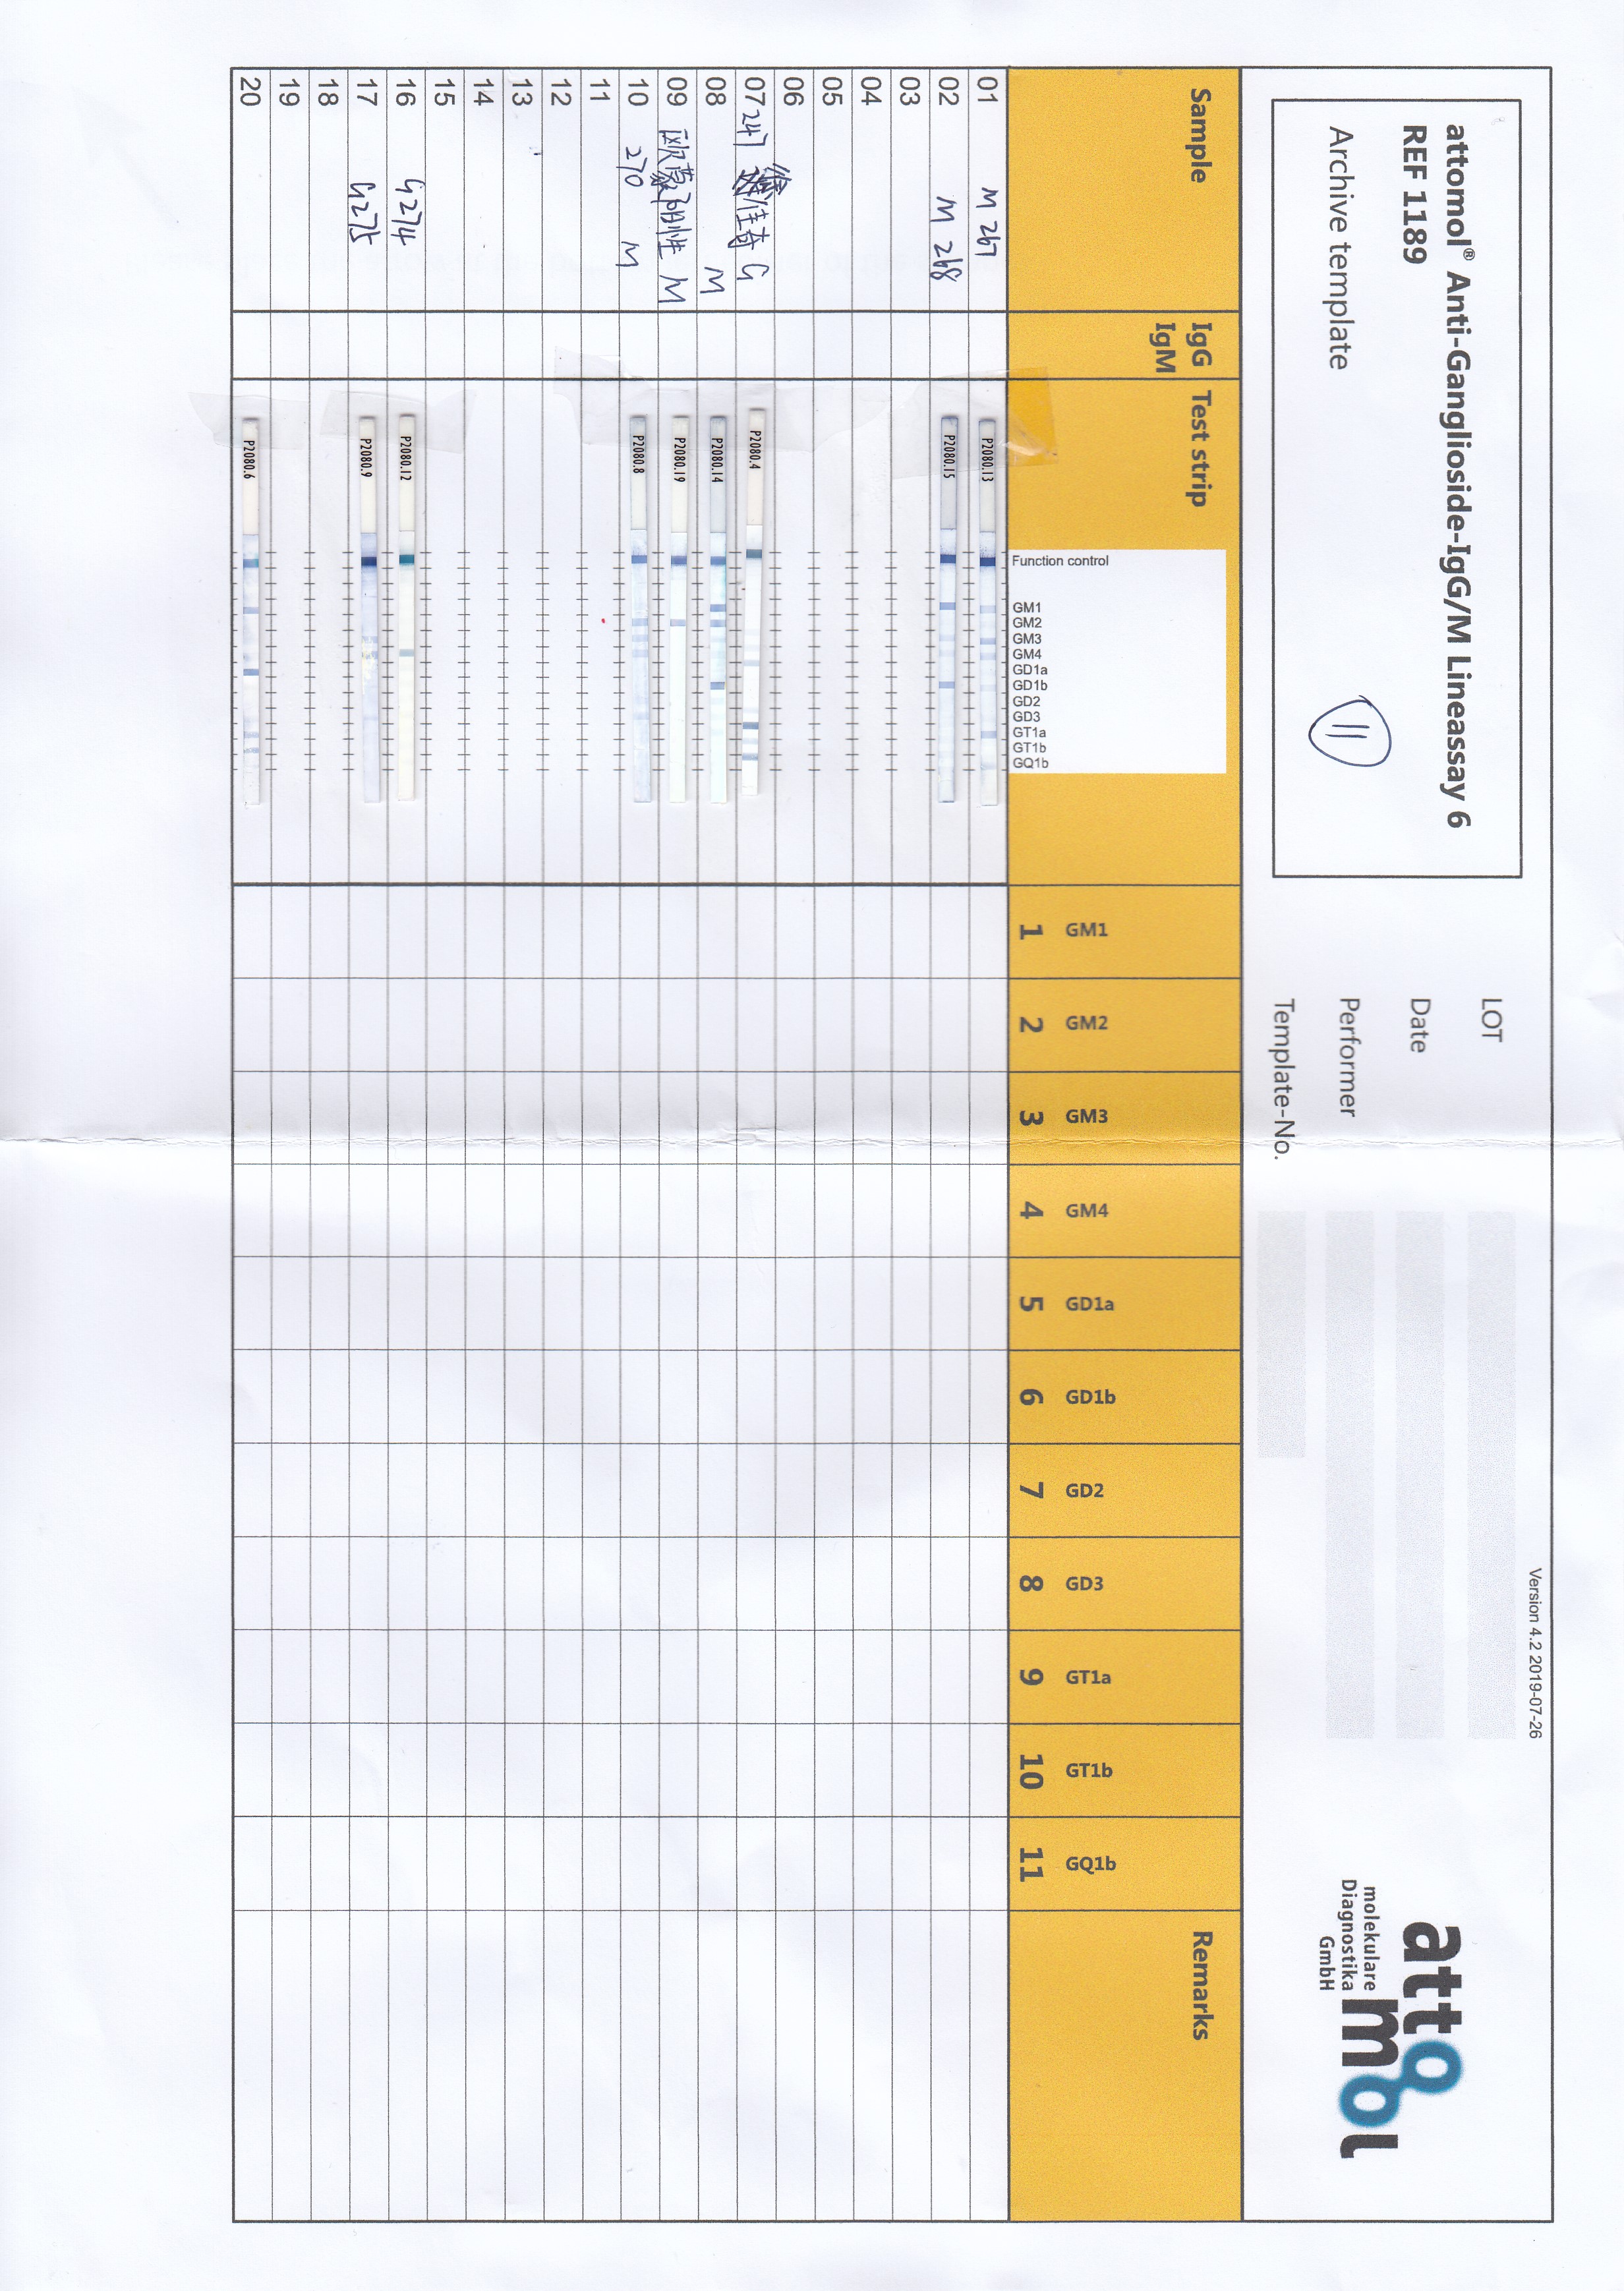 Version 4.2 2019-07-26
attomol® Anti-Ganglioside-IgG/M Lineassay 6
REF 1189
Archive template
11
LOT
Date
Performer
Template-No.
attomol
molekulare
Diagnostika
GmbH
Sample
IgG
IgM
Test strip
Function control
GM1
GM2
GM3
GM4
GD1a
GD1b
GD2
GD3
GT1a
GT1b
GQ1b
GM1 GM2 GM3 GM4 GD1a GD1b GD2 GD3 GT1a GT1b GQ1b
1 2 3 4 5 6 7 8 9 10 11
Remarks
01 M 267 P2080.13
02 M 268 P2080.15
03
04
05
06
07 247 徐佳奇 G P2080.4
08 M P2080.14
09 欧蒙阴性 M P2080.19
10 270 M P2080.8
11
12
13
14
15
16 G274 P2080.12
17 G275 P2080.9
18
19
20 P2080.6